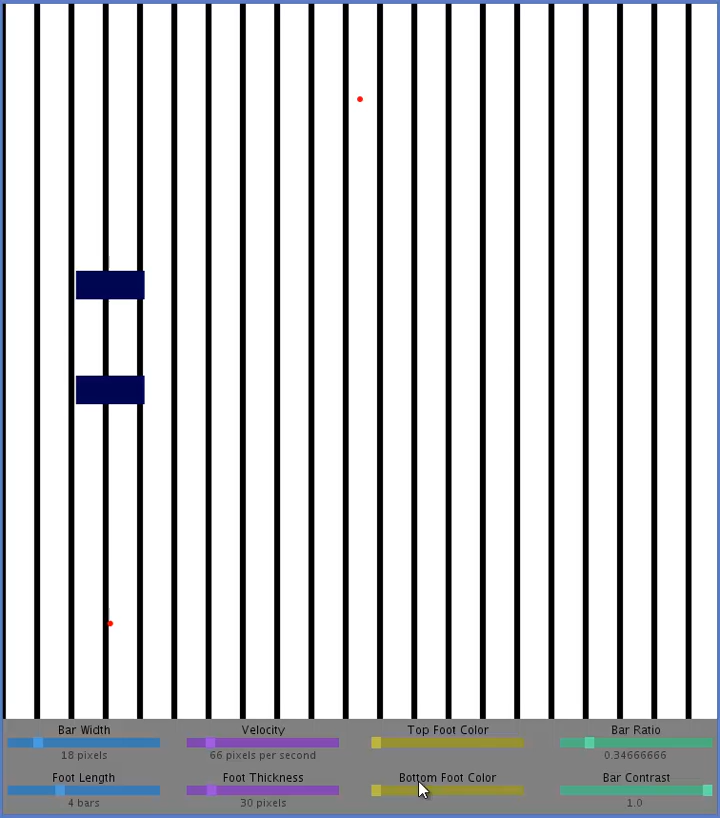 Bar Width Velocity Top Foot Color Bar Ratio
18 pixels 66 pixels per second 0.34666666
Foot Length Foot Thickness Bottom Foot Color Bar Contrast
4 bars 30 pixels 1.0